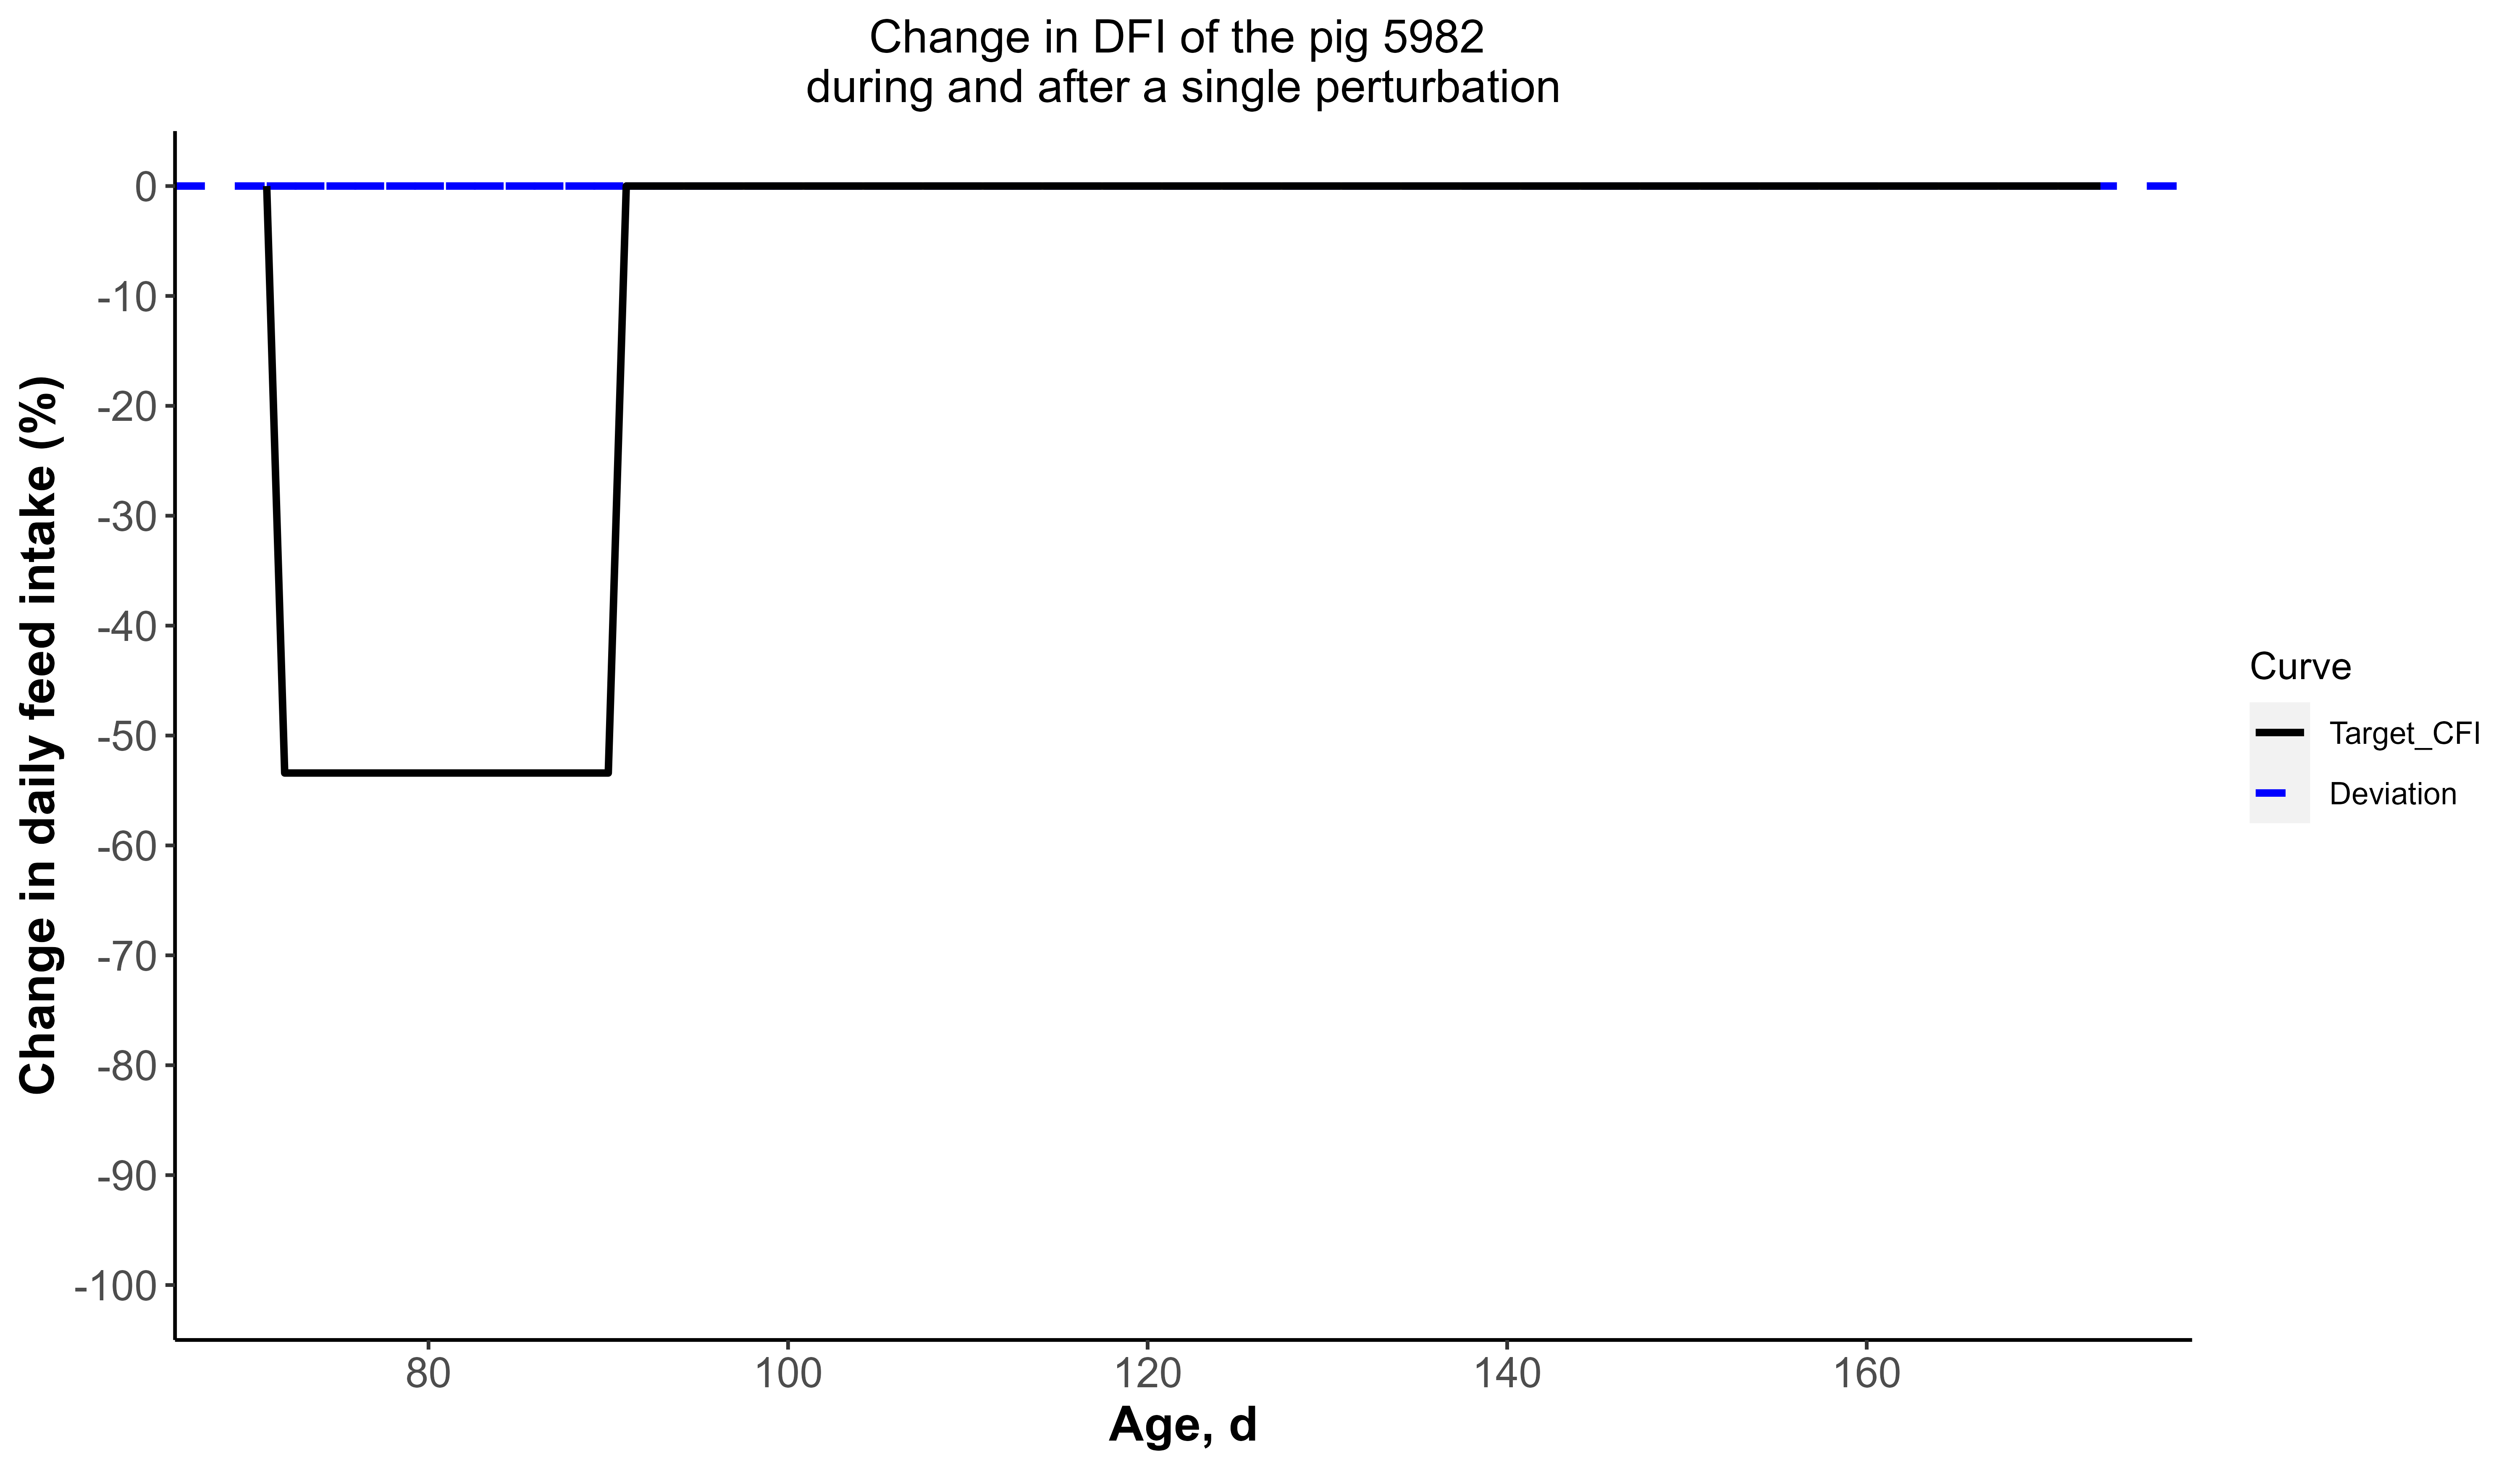 Change in DFI of the pig 5982
during and after a single perturbation
Change in daily feed intake (%)
0
-10
-20
-30
-40
-50
-60
-70
-80
-90
-100
80 100 120 140 160
Age, d
Curve
Target_CFI
Deviation